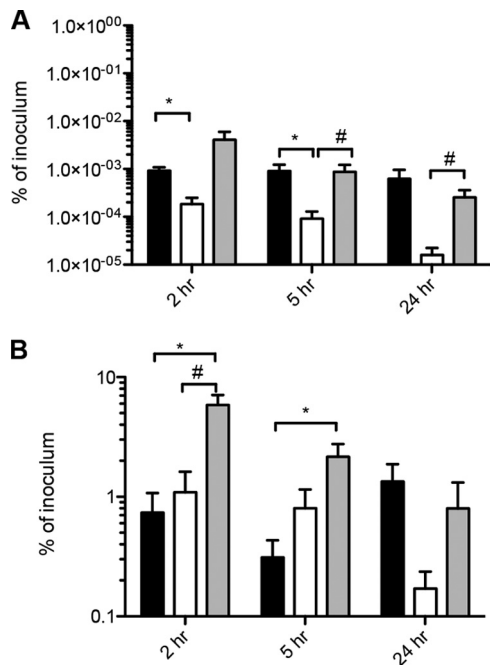 A
1.0×10⁰⁰
1.0×10⁻⁰¹
1.0×10⁻⁰²
1.0×10⁻⁰³
1.0×10⁻⁰⁴
1.0×10⁻⁰⁵
% of inoculum
*
*
#
#
2 hr
5 hr
24 hr
B
10
1
0.1
% of inoculum
*
#
*
2 hr
5 hr
24 hr